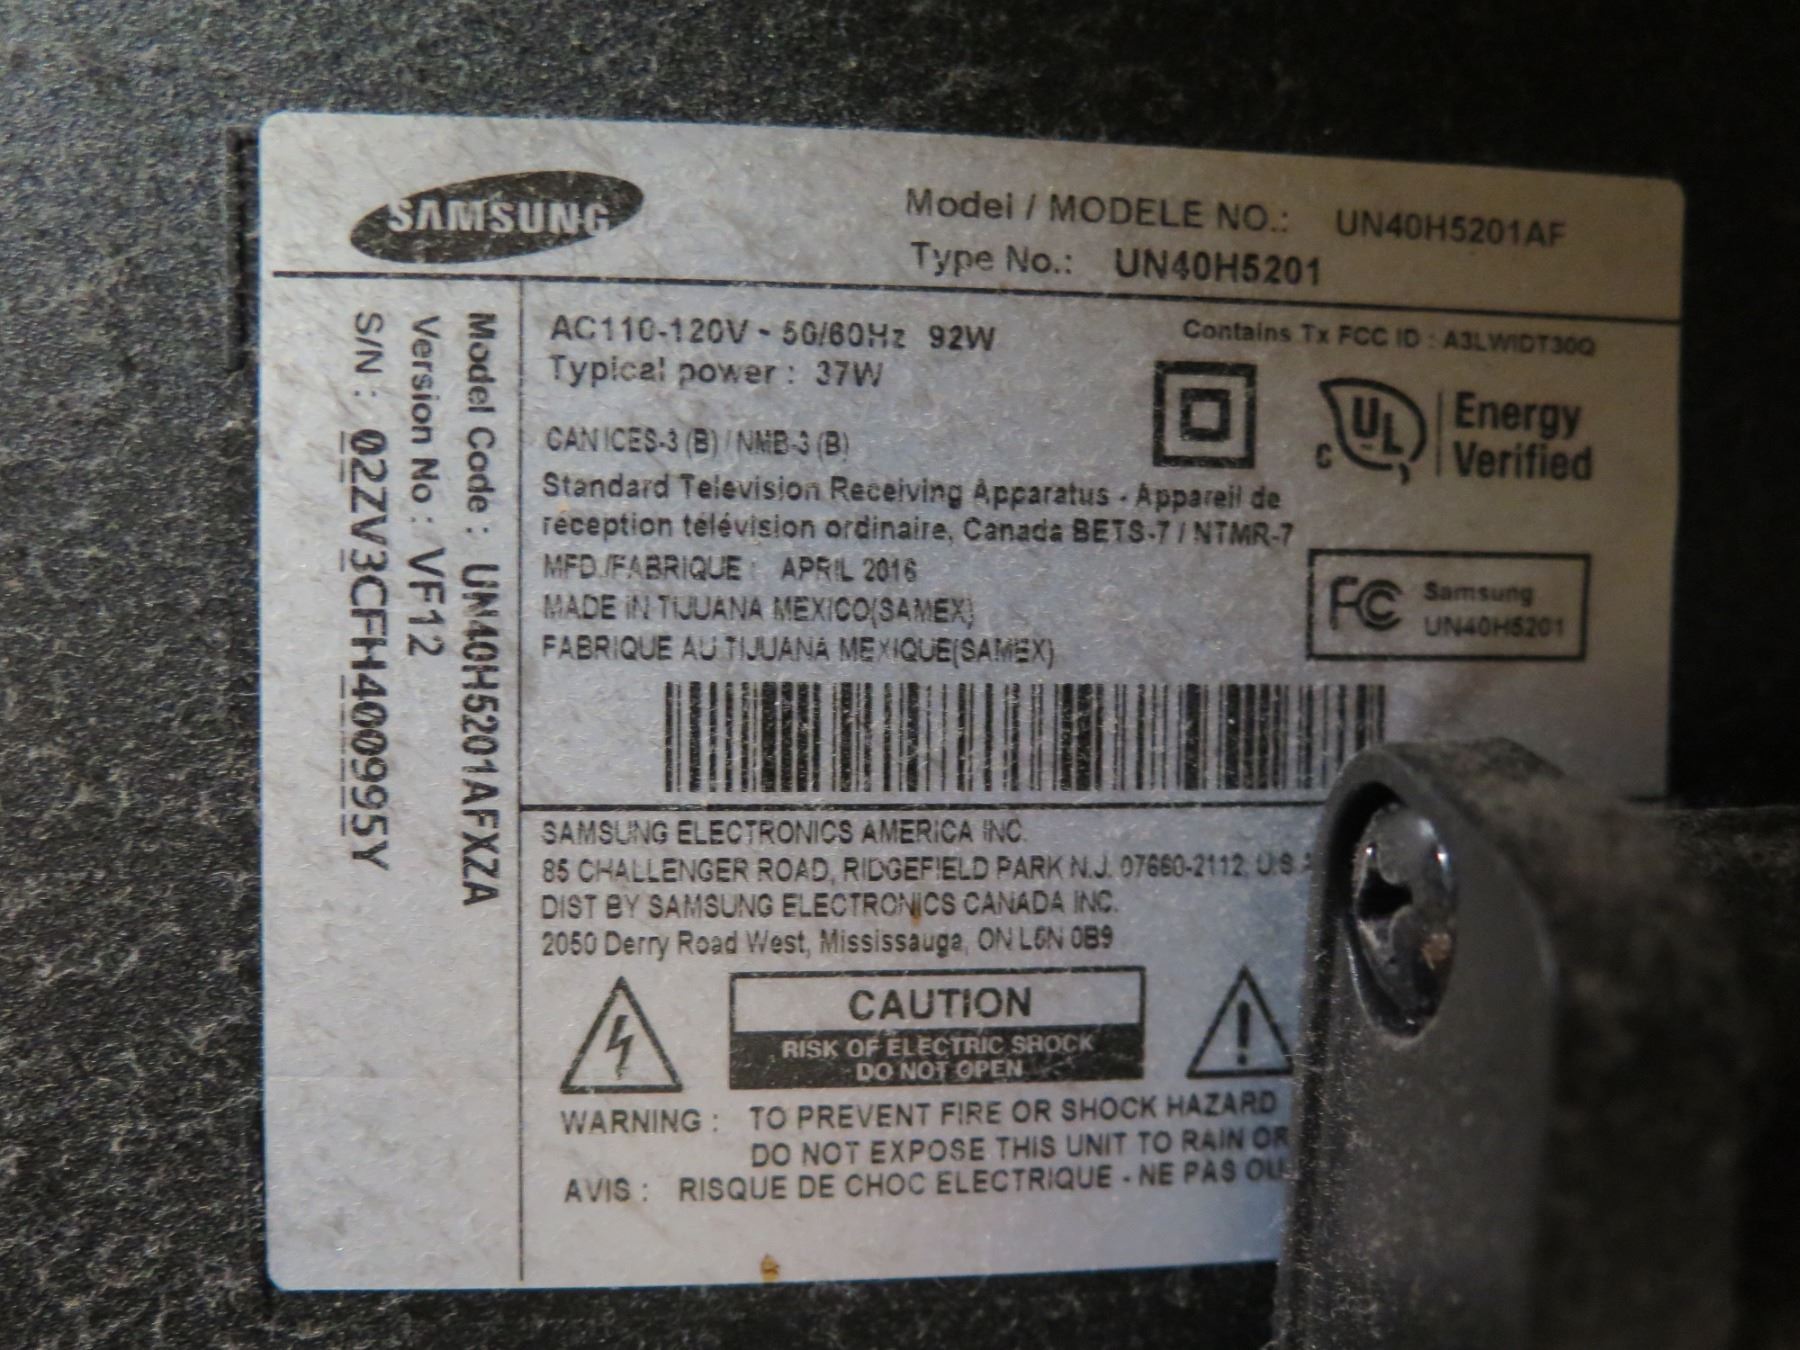 SAMSUNG
Model / MODELE NO.: UN40H5201AF
Type No.: UN40H5201
Model Code : UN40H5201AFXZA
Version No : VF12
S/N : 02ZV3CFH400995Y
AC110-120V ~ 50/60Hz 92W
Typical power : 37W
Contains Tx FCC ID : A3LWIDT30Q
c UL Energy
Verified
CAN ICES-3 (B) / NMB-3 (B)
Standard Television Receiving Apparatus - Appareil de
réception télévision ordinaire, Canada BETS-7 / NTMR-7
MFD./FABRIQUE : APRIL 2016
MADE IN TIJUANA MEXICO(SAMEX)
FABRIQUE AU TIJUANA MEXIQUE(SAMEX)
FC Samsung
UN40H5201
SAMSUNG ELECTRONICS AMERICA INC.
85 CHALLENGER ROAD, RIDGEFIELD PARK N.J. 07660-2112, U.S.A
DIST BY SAMSUNG ELECTRONICS CANADA INC.
2050 Derry Road West, Mississauga, ON L5N 0B9
CAUTION
RISK OF ELECTRIC SHOCK
DO NOT OPEN
WARNING : TO PREVENT FIRE OR SHOCK HAZARD
DO NOT EXPOSE THIS UNIT TO RAIN OR
AVIS : RISQUE DE CHOC ELECTRIQUE - NE PAS OU